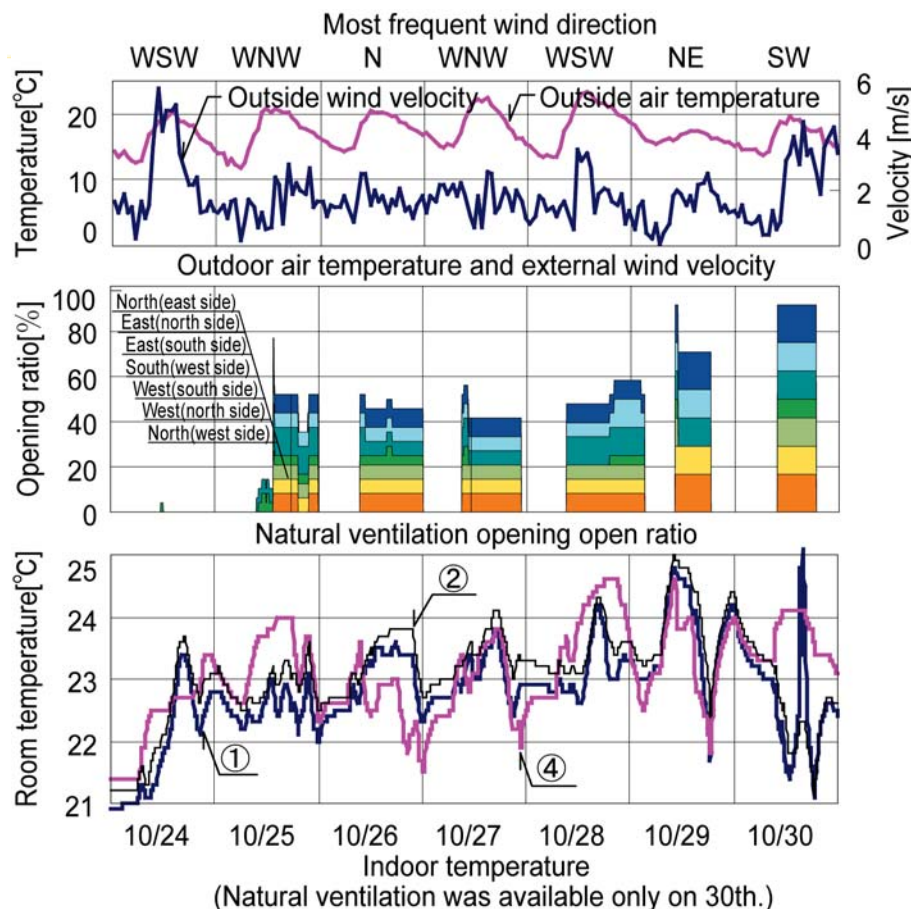 Most frequent wind direction
WSW WNW N WNW WSW NE SW
Temperature[℃]
20
10
0
Outside wind velocity
Outside air temperature
6
4
2
0
Velocity [m/s]
Outdoor air temperature and external wind velocity
Opening ratio[%]
100
80
60
40
20
0
North(east side)
East(north side)
East(south side)
South(west side)
West(south side)
West(north side)
North(west side)
Natural ventilation opening open ratio
Room temperature[℃]
25
24
23
22
21
①
②
④
10/24 10/25 10/26 10/27 10/28 10/29 10/30
Indoor temperature
(Natural ventilation was available only on 30th.)